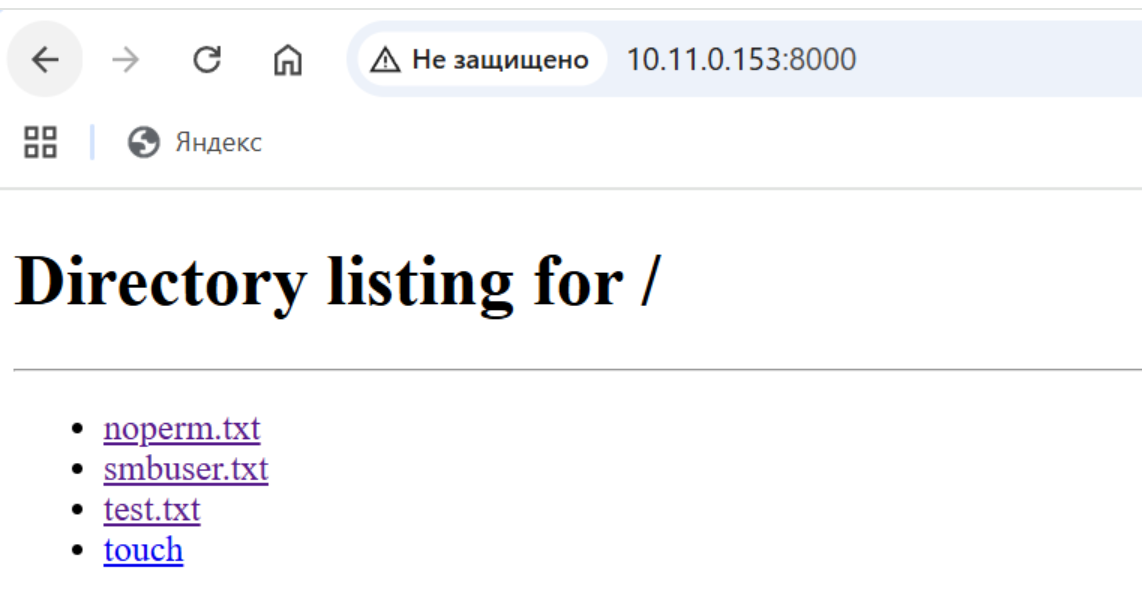 Не защищено 10.11.0.153:8000
Яндекс
Directory listing for /
noperm.txt
smbuser.txt
test.txt
touch